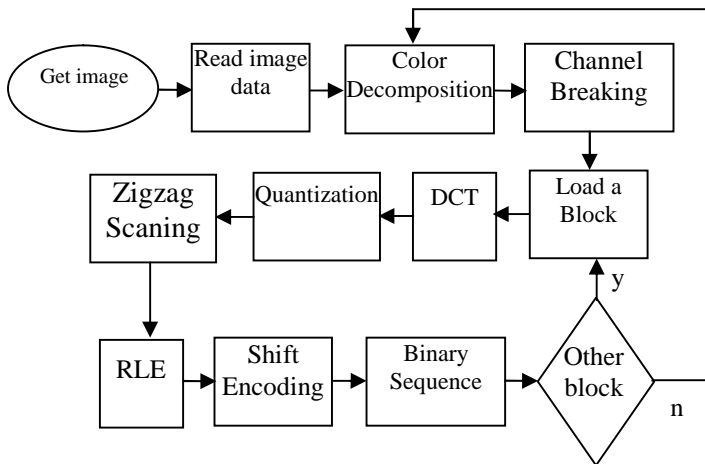 Get image
Read image
data
Color
Decomposition
Channel
Breaking
Load a
Block
DCT
Quantization
Zigzag
Scaning
RLE
Shift
Encoding
Binary
Sequence
Other
block
y
n